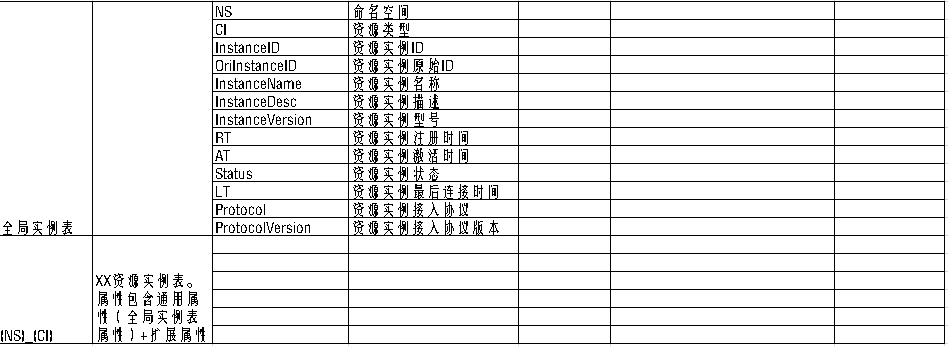 NS 命名空间
CI 资源类型
InstanceID 资源实例ID
OriInstanceID 资源实例原始ID
InstanceName 资源实例名称
InstanceDesc 资源实例描述
InstanceVersion 资源实例型号
RT 资源实例注册时间
AT 资源实例激活时间
Status 资源实例状态
LT 资源实例最后连接时间
Protocol 资源实例接入协议
全局实例表 ProtocolVersion 资源实例接入协议版本
XX资源实例表。
属性包含通用属
性（全局实例表
{NS}_{CI} 属性）+扩展属性